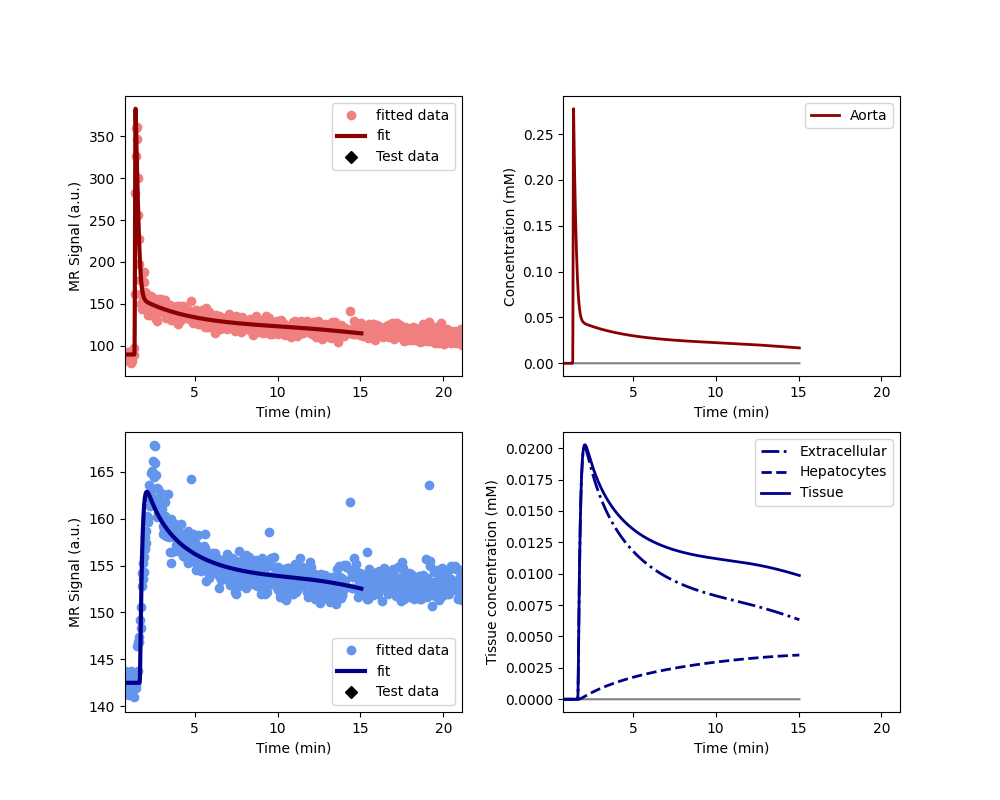 fitted data
fit
Test data
350
300
250
200
150
100
MR Signal (a.u.)
5 10 15 20
Time (min)
Aorta
0.25
0.20
0.15
0.10
0.05
0.00
Concentration (mM)
5 10 15 20
Time (min)
165
160
155
150
145
140
MR Signal (a.u.)
fitted data
fit
Test data
5 10 15 20
Time (min)
Extracellular
Hepatocytes
Tissue
0.0200
0.0175
0.0150
0.0125
0.0100
0.0075
0.0050
0.0025
0.0000
Tissue concentration (mM)
5 10 15 20
Time (min)